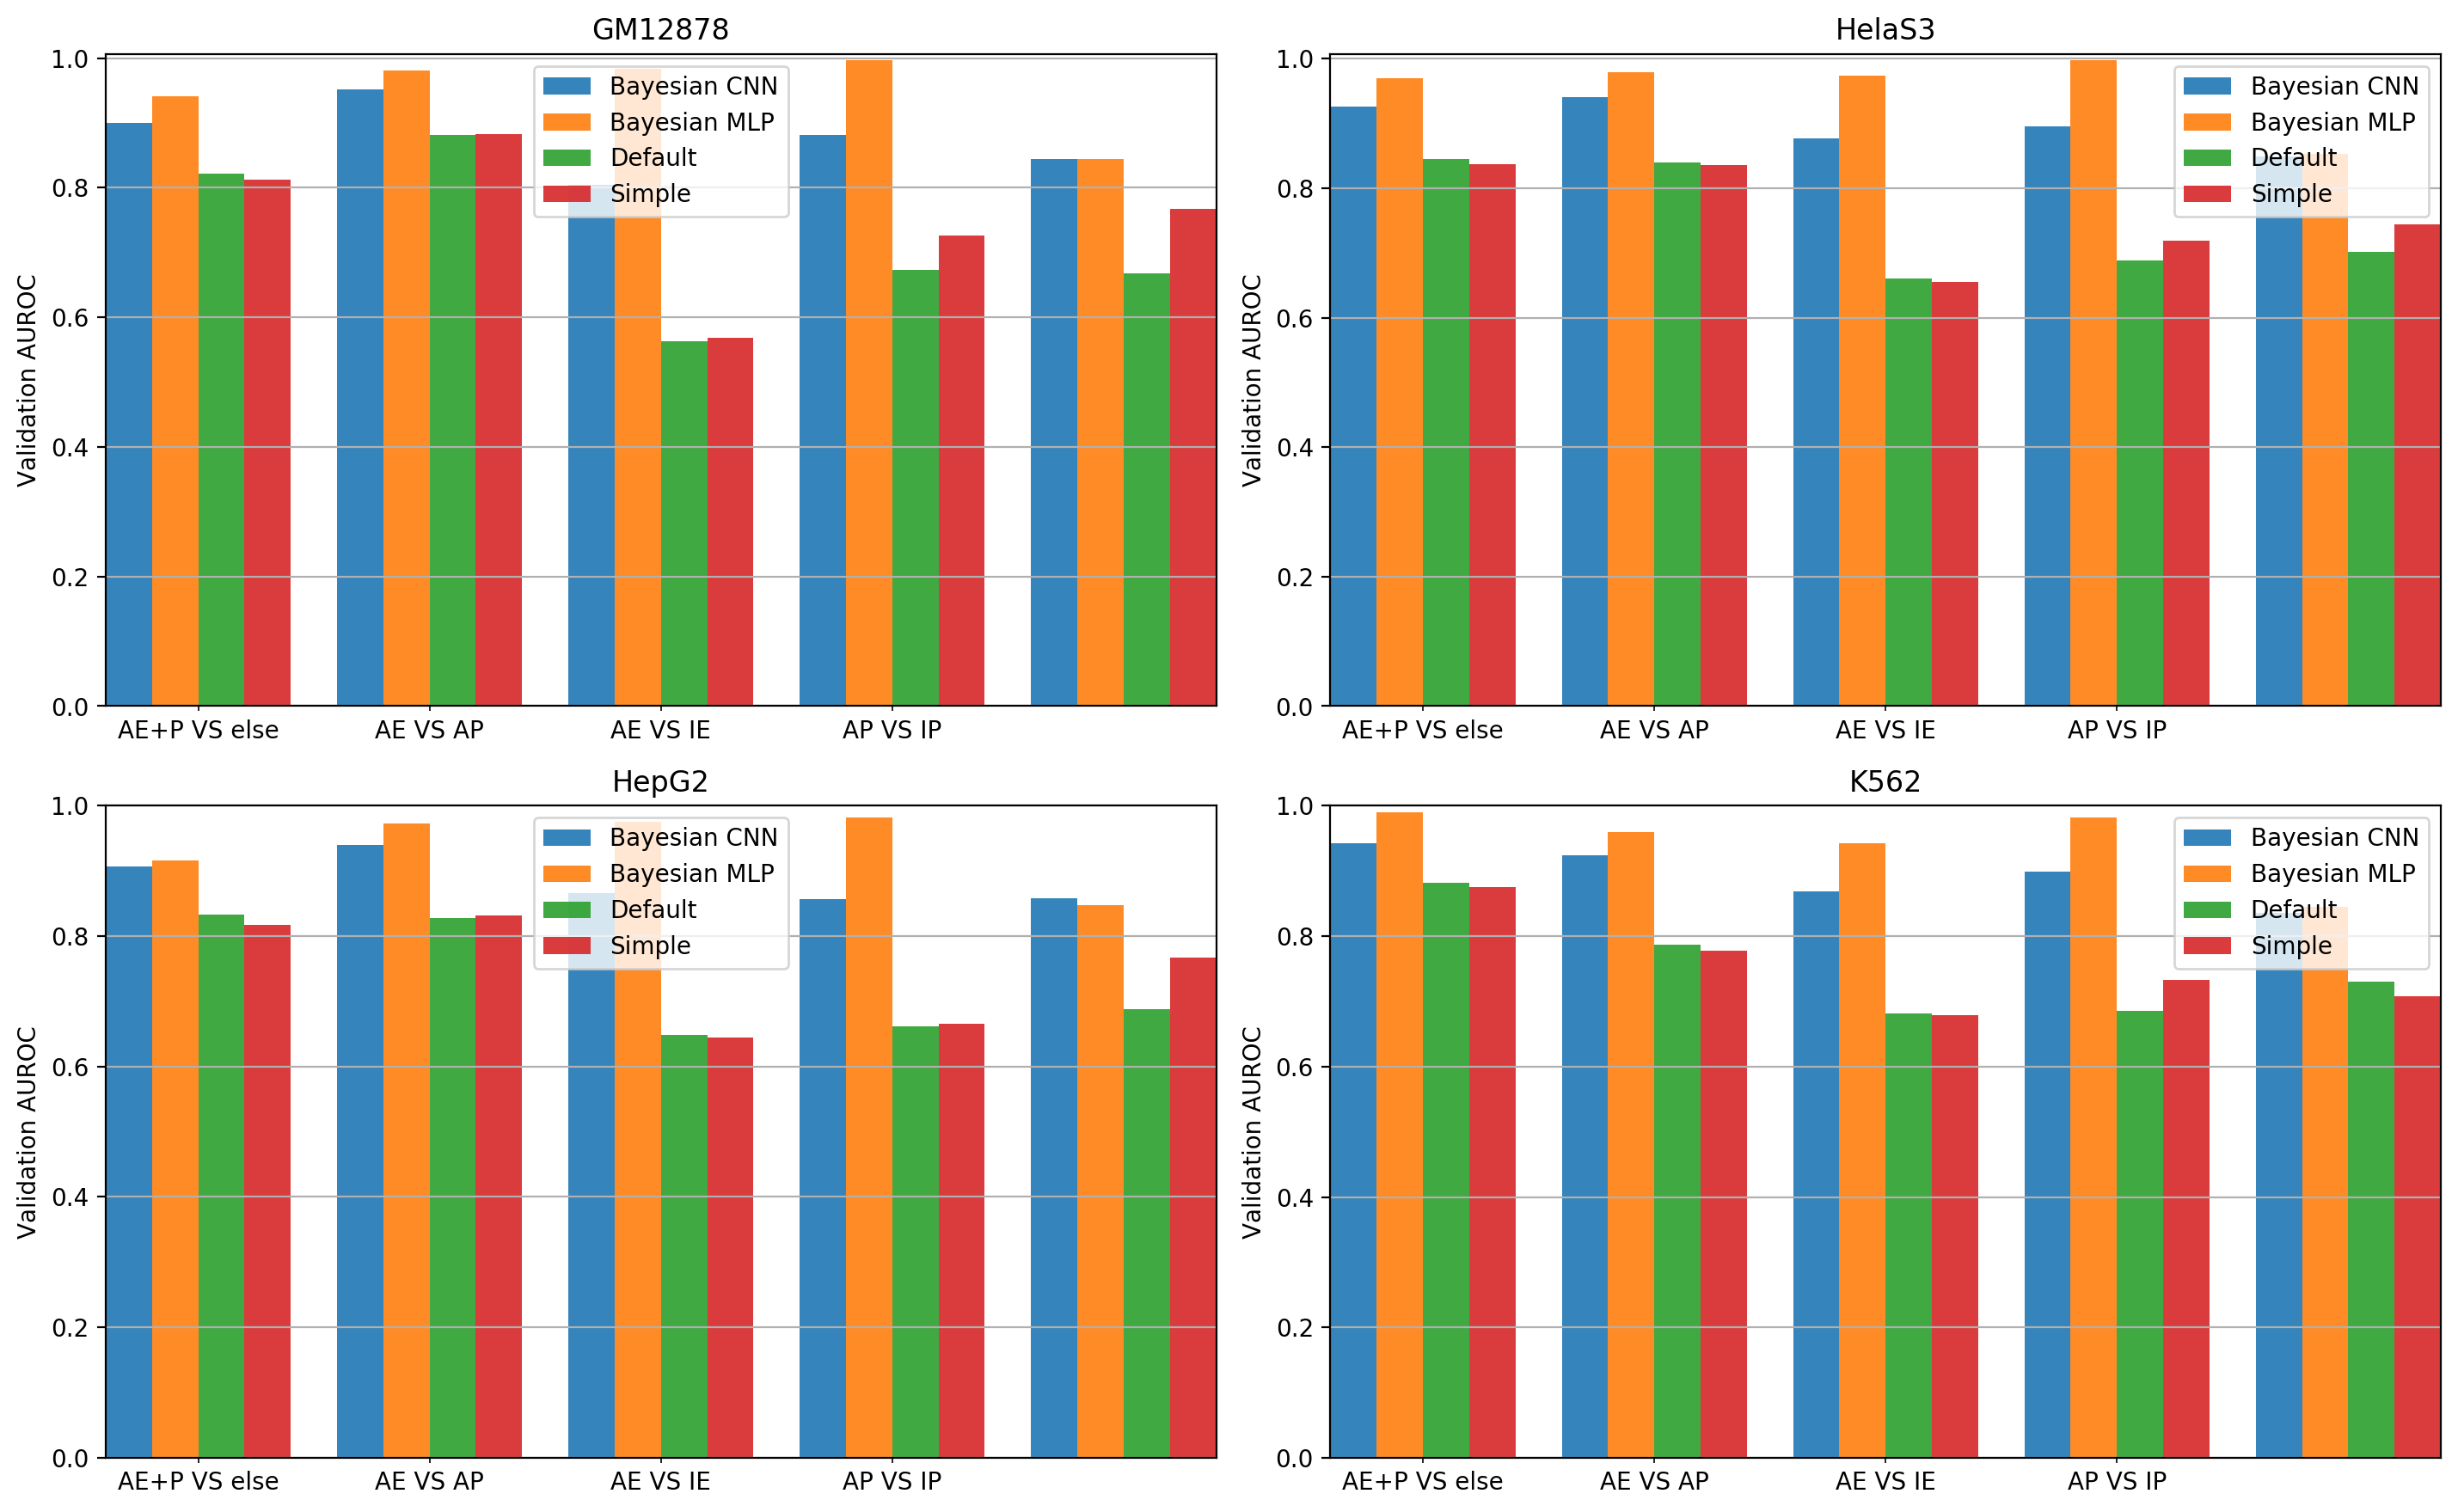 GM12878
1.0
0.8
0.6
0.4
0.2
0.0
Validation AUROC
Bayesian CNN
Bayesian MLP
Default
Simple
AE+P VS else
AE VS AP
AE VS IE
AP VS IP
HelaS3
1.0
0.8
0.6
0.4
0.2
0.0
Validation AUROC
Bayesian CNN
Bayesian MLP
Default
Simple
AE+P VS else
AE VS AP
AE VS IE
AP VS IP
HepG2
1.0
0.8
0.6
0.4
0.2
0.0
Validation AUROC
Bayesian CNN
Bayesian MLP
Default
Simple
AE+P VS else
AE VS AP
AE VS IE
AP VS IP
K562
1.0
0.8
0.6
0.4
0.2
0.0
Validation AUROC
Bayesian CNN
Bayesian MLP
Default
Simple
AE+P VS else
AE VS AP
AE VS IE
AP VS IP